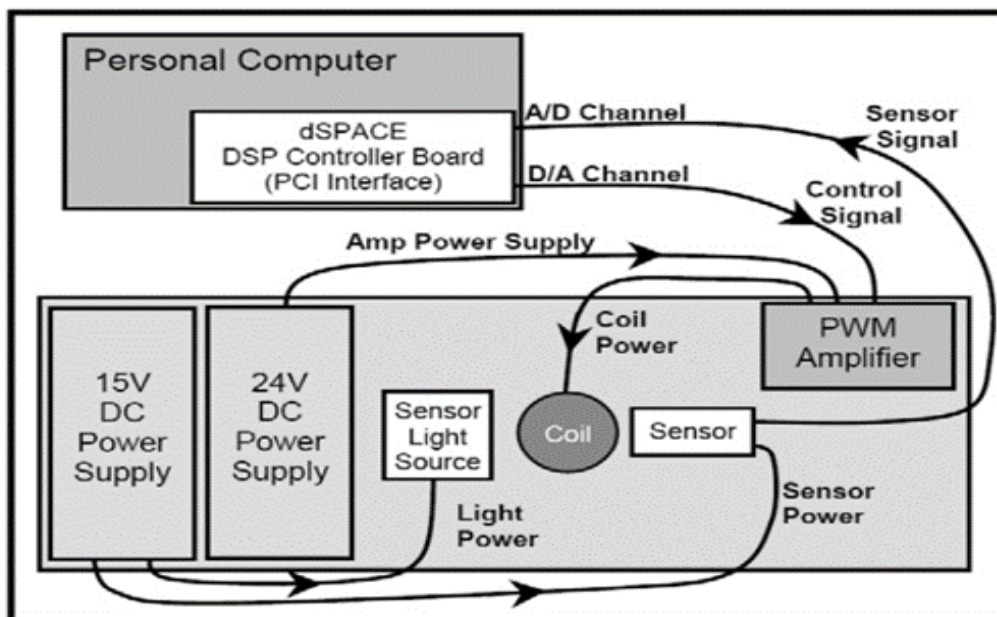 Personal Computer
dSPACE
DSP Controller Board
(PCI Interface)
A/D Channel
D/A Channel
Sensor
Signal
Control
Signal
Amp Power Supply
15V
DC
Power
Supply
24V
DC
Power
Supply
Sensor
Light
Source
Light
Power
Coil
Power
Coil
Sensor
Sensor
Power
PWM
Amplifier